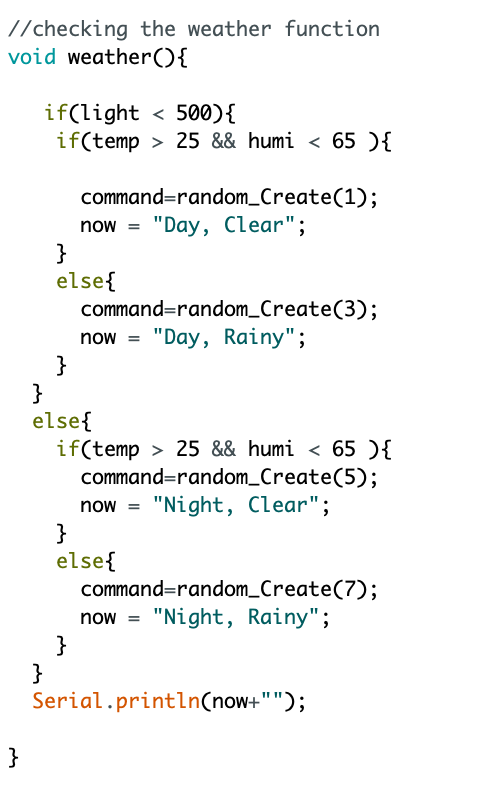 //checking the weather function
void weather(){
if(light < 500){
if(temp > 25 && humi < 65 ){
command=random_Create(1);
now = "Day, Clear";
}
else{
command=random_Create(3);
now = "Day, Rainy";
}
}
else{
if(temp > 25 && humi < 65 ){
command=random_Create(5);
now = "Night, Clear";
}
else{
command=random_Create(7);
now = "Night, Rainy";
}
}
Serial.println(now+"");
}